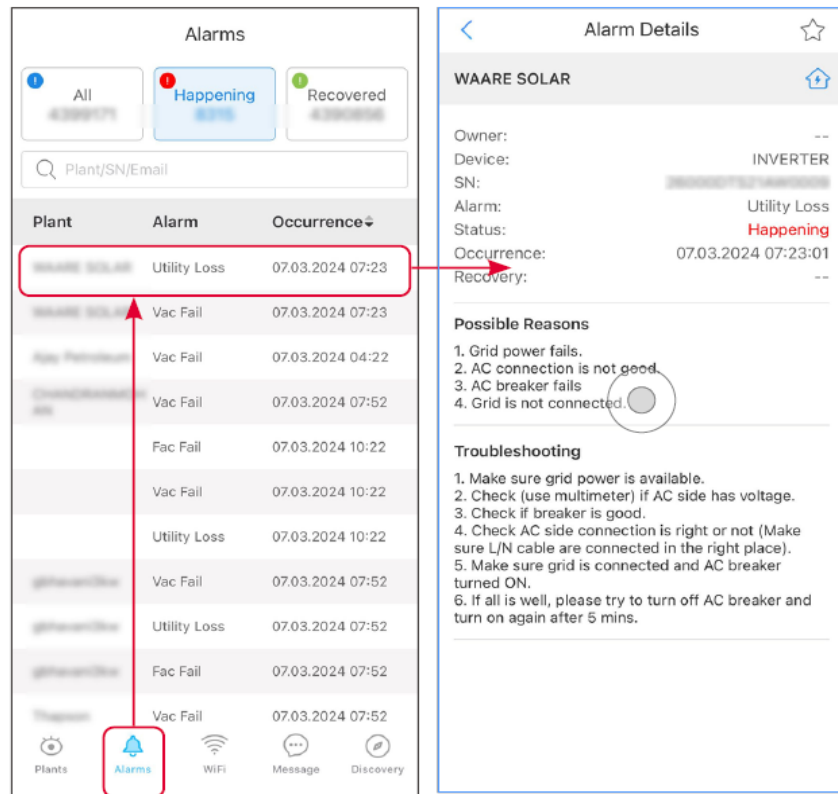 Alarms
All
Happening
Recovered
Plant/SN/Email
Plant Alarm Occurrence
Utility Loss 07.03.2024 07:23
Vac Fail 07.03.2024 07:23
Vac Fail 07.03.2024 04:22
Vac Fail 07.03.2024 07:52
Fac Fail 07.03.2024 10:22
Vac Fail 07.03.2024 10:22
Utility Loss 07.03.2024 10:22
Vac Fail 07.03.2024 07:52
Utility Loss 07.03.2024 07:52
Fac Fail 07.03.2024 07:52
Vac Fail 07.03.2024 07:52
Plants Alarms WiFi Message Discovery
Alarm Details
WAARE SOLAR
Owner: --
Device: INVERTER
SN:
Alarm: Utility Loss
Status: Happening
Occurrence: 07.03.2024 07:23:01
Recovery: --
Possible Reasons
1. Grid power fails.
2. AC connection is not good.
3. AC breaker fails
4. Grid is not connected.
Troubleshooting
1. Make sure grid power is available.
2. Check (use multimeter) if AC side has voltage.
3. Check if breaker is good.
4. Check AC side connection is right or not (Make
sure L/N cable are connected in the right place).
5. Make sure grid is connected and AC breaker
turned ON.
6. If all is well, please try to turn off AC breaker and
turn on again after 5 mins.